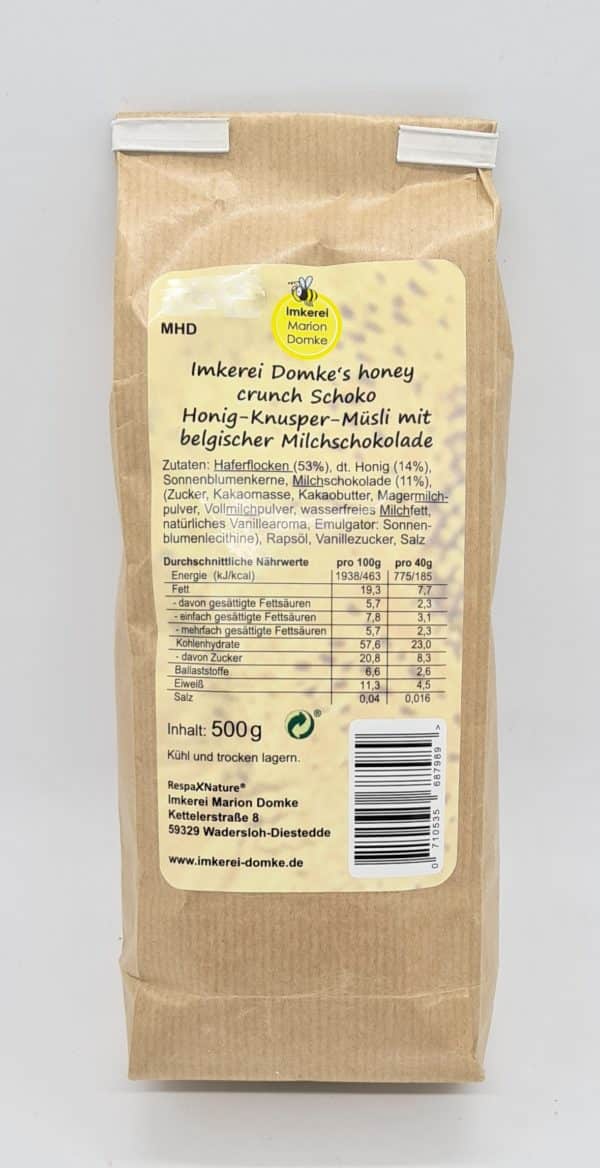 MHD
Imkerei
Marion
Domke
Imkerei Domke's honey
crunch Schoko
Honig-Knusper-Müsli mit
belgischer Milchschokolade
Zutaten: Haferflocken (53%), dt. Honig (14%),
Sonnenblumenkerne, Milchschokolade (11%),
(Zucker, Kakaomasse, Kakaobutter, Magermilch-
pulver, Vollmilchpulver, wasserfreies Milchfett,
natürliches Vanillearoma, Emulgator: Sonnen-
blumenlecithine), Rapsöl, Vanillezucker, Salz
Durchschnittliche Nährwerte pro 100g pro 40g
Energie (kJ/kcal) 1938/463 775/185
Fett 19,3 7,7
- davon gesättigte Fettsäuren 5,7 2,3
- einfach gesättigte Fettsäuren 7,8 3,1
- mehrfach gesättigte Fettsäuren 5,7 2,3
Kohlenhydrate 57,6 23,0
- davon Zucker 20,8 8,3
Ballaststoffe 6,6 2,6
Eiweiß 11,3 4,5
Salz 0,04 0,016
Inhalt: 500g ®
Kühl und trocken lagern.
RespaXNature®
Imkerei Marion Domke
Kettelerstraße 8
59329 Wadersloh-Diestedde
www.imkerei-domke.de
0 710535 687989 >